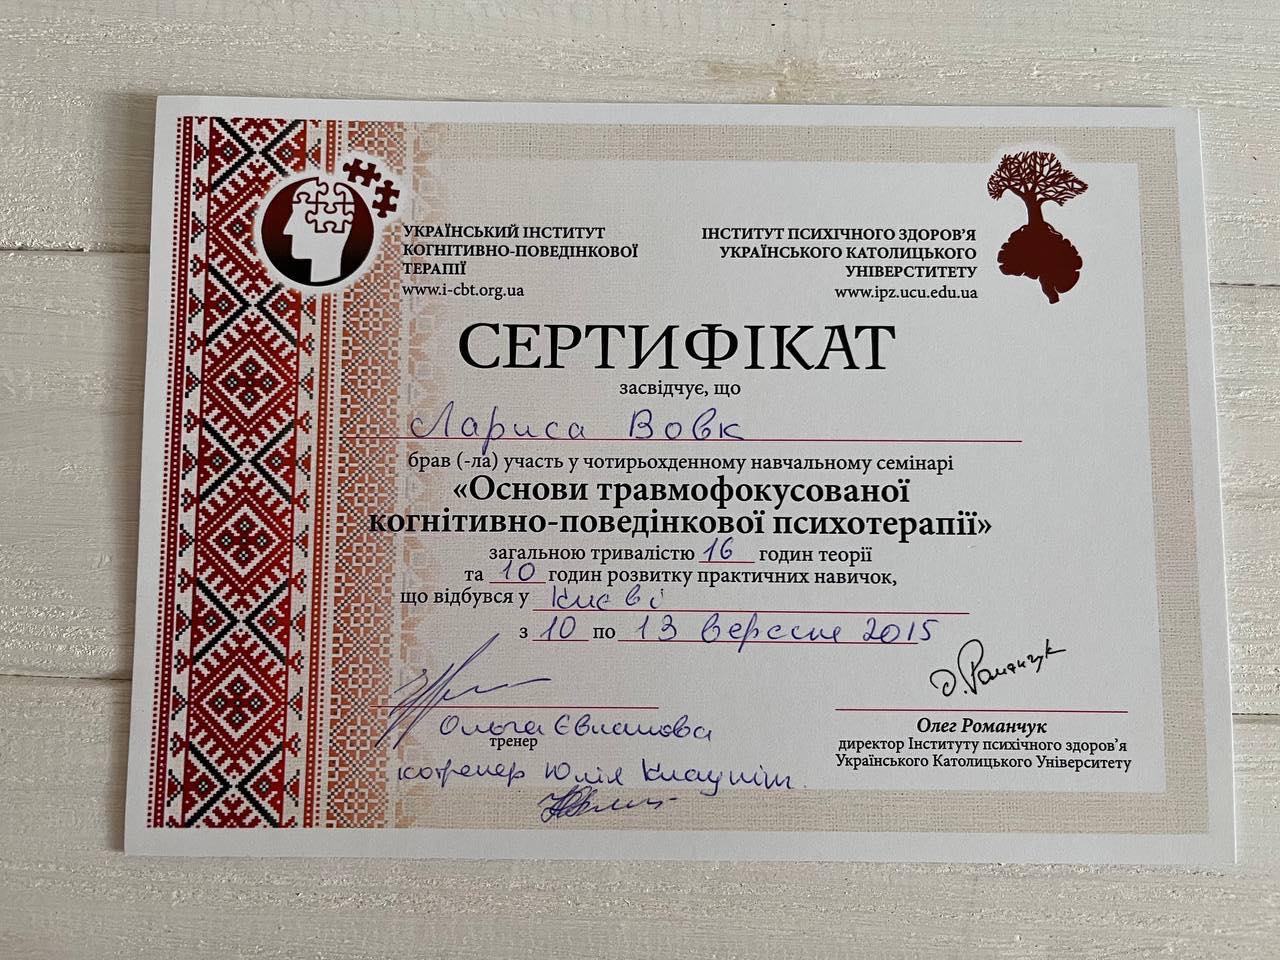 УКРАЇНСЬКИЙ ІНСТИТУТ
КОГНІТИВНО-ПОВЕДІНКОВОЇ
ТЕРАПІЇ
www.i-cbt.org.ua
ІНСТИТУТ ПСИХІЧНОГО ЗДОРОВ'Я
УКРАЇНСЬКОГО КАТОЛИЦЬКОГО
УНІВЕРСТИТЕТУ
www.ipz.ucu.edu.ua
СЕРТИФІКАТ
засвідчує, що
Лариса Вовк
брав (-ла) участь у чотирьохденному навчальному семінарі
«Основи травмофокусованої
когнітивно-поведінкової психотерапії»
загальною тривалістю 16 годин теорії
та 10 годин розвитку практичних навичок,
що відбувся у Києві
з 10 по 13 вересня 2015
О. Романчук
Ольга Євланова
тренер
котренер Юлія
Олег Романчук
директор Інституту психічного здоров'я
Українського Католицького Університету